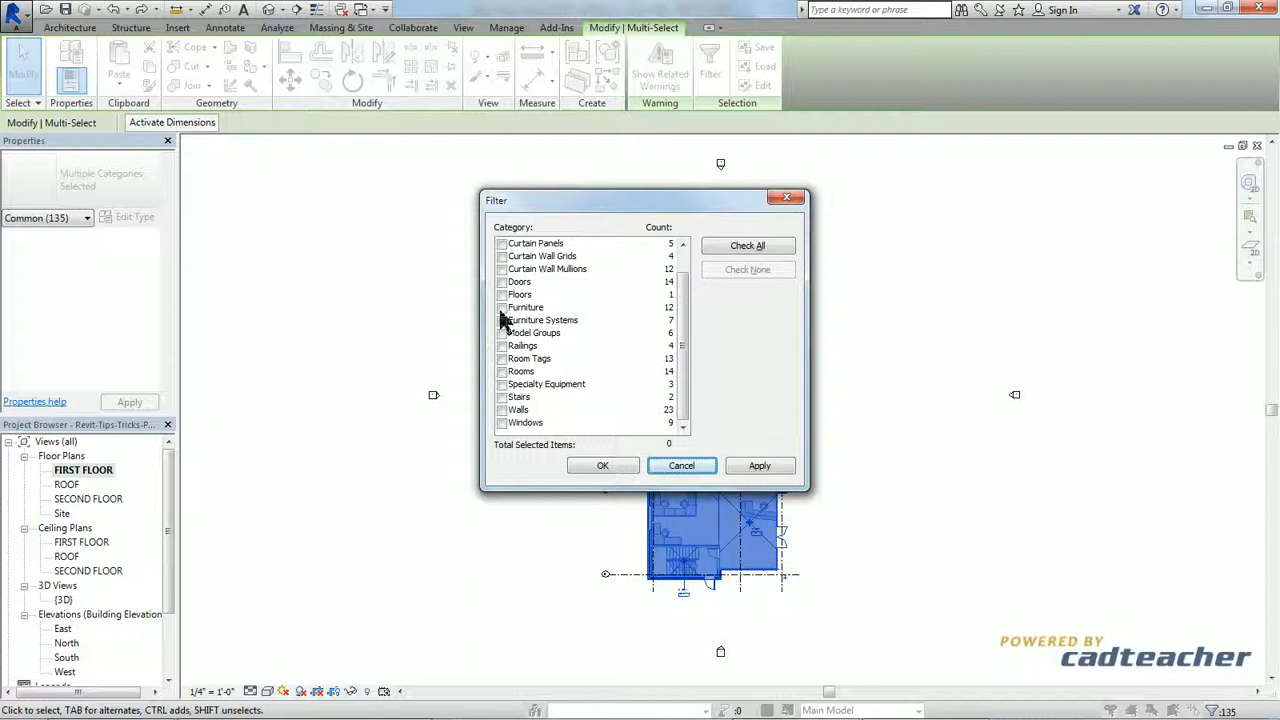 Type a keyword or phrase
Sign In
Architecture Structure Insert Annotate Analyze Massing & Site Collaborate View Manage Add-Ins Modify | Multi-Select
Modify
Paste
Cope
Cut
Join
Show Related
Warnings
Filter
Save
Load
Edit
Select Properties Clipboard Geometry Modify View Measure Create Warning Selection
Modify | Multi-Select
Activate Dimensions
Properties
Multiple Categories
Selected
Common (135)
Edit Type
Properties help
Apply
Project Browser - Revit-Tips-Tricks-P...
Views (all)
Floor Plans
FIRST FLOOR
ROOF
SECOND FLOOR
Site
Ceiling Plans
FIRST FLOOR
ROOF
SECOND FLOOR
3D Views
{3D}
Elevations (Building Elevation
East
North
South
West
Filter
Category: Count:
Curtain Panels 5
Curtain Wall Grids 4
Curtain Wall Mullions 12
Doors 14
Floors 1
Furniture 12
Furniture Systems 7
Model Groups 6
Railings 4
Room Tags 13
Rooms 14
Specialty Equipment 3
Stairs 2
Walls 23
Windows 9
Total Selected Items: 0
Check All
Check None
OK
Cancel
Apply
POWERED BY
cadteacher
1/4" = 1'-0"
Click to select, TAB for alternates, CTRL adds, SHIFT unselects.
:0
Main Model
:135